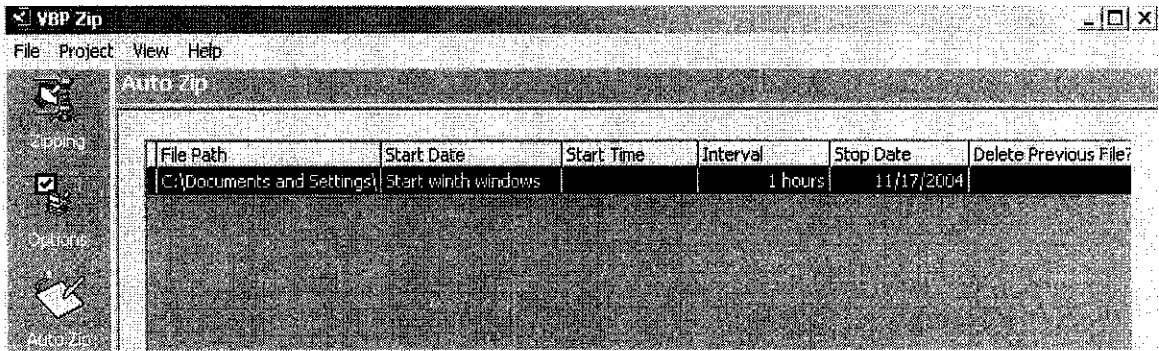 VBP Zip
File Project View Help
Auto Zip
Zipping
File Path Start Date Start Time Interval Stop Date Delete Previous File?
C:\Documents and Settings\ Start winth windows 1 hours 11/17/2004
Options
Auto Zip